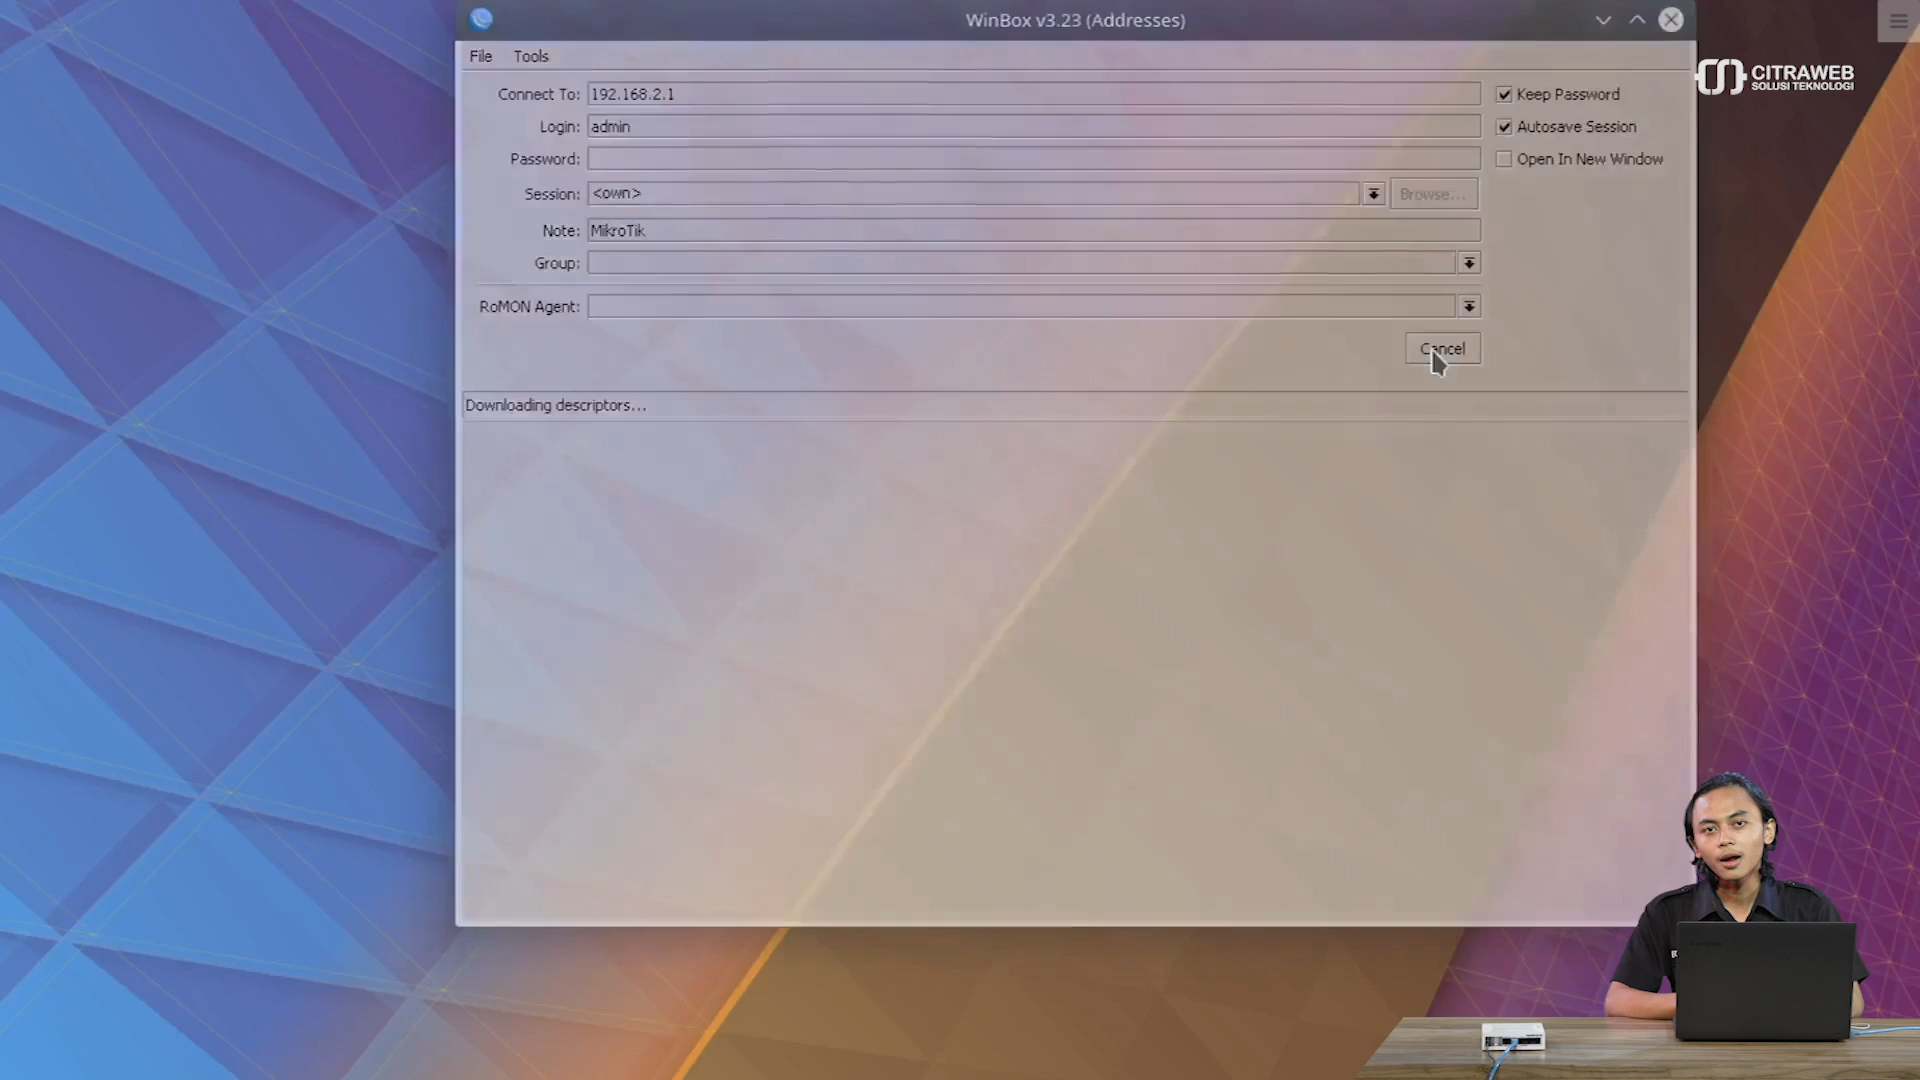 WinBox v3.23 (Addresses)
File Tools
Connect To: 192.168.2.1
Keep Password
Login: admin
Autosave Session
Password:
Open In New Window
Session: <own>
Browse...
Note: MikroTik
Group:
RoMON Agent:
Cancel
Downloading descriptors...
CITRAWEB
SOLUSI TEKNOLOGI